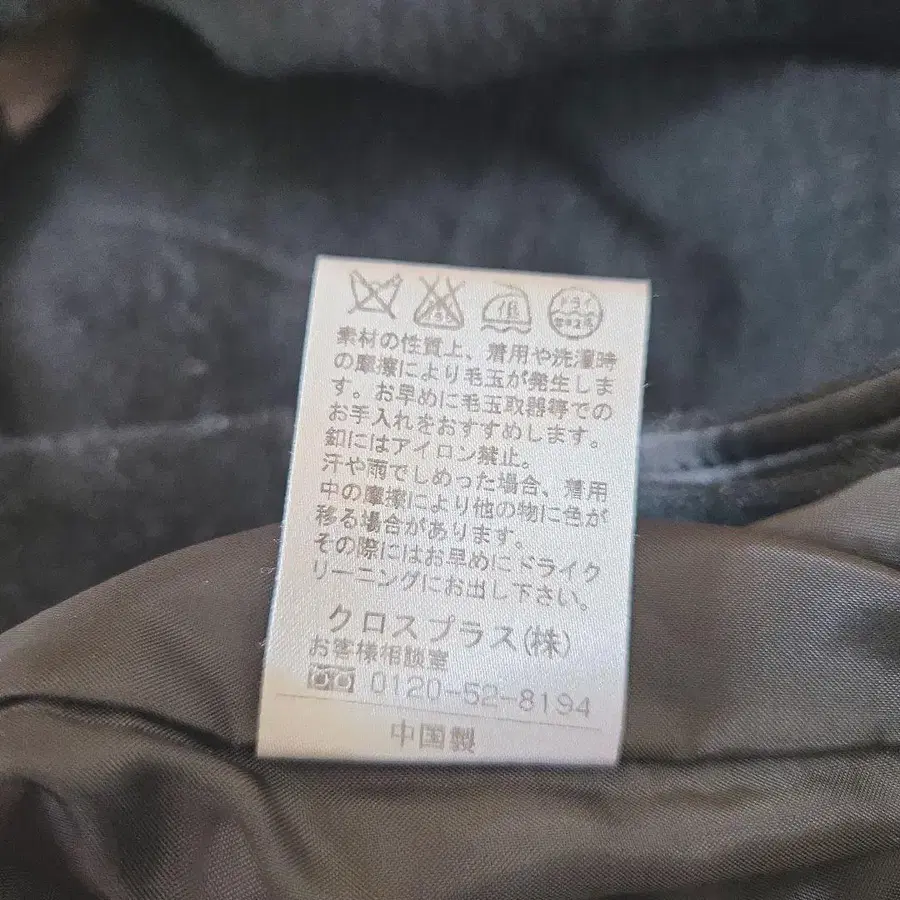 低 ドライ
素材の性質上、着用や洗濯時
の摩擦により毛玉が発生しま
す。お早めに毛玉取器等での
お手入れをおすすめします。
釦にはアイロン禁止。
汗や雨でしめった場合、着用
中の摩擦により他の物に色が
移る場合があります。
その際にはお早めにドライク
リーニングにお出し下さい。
クロスプラス(株)
お客様相談室
0120-52-8194
中国製